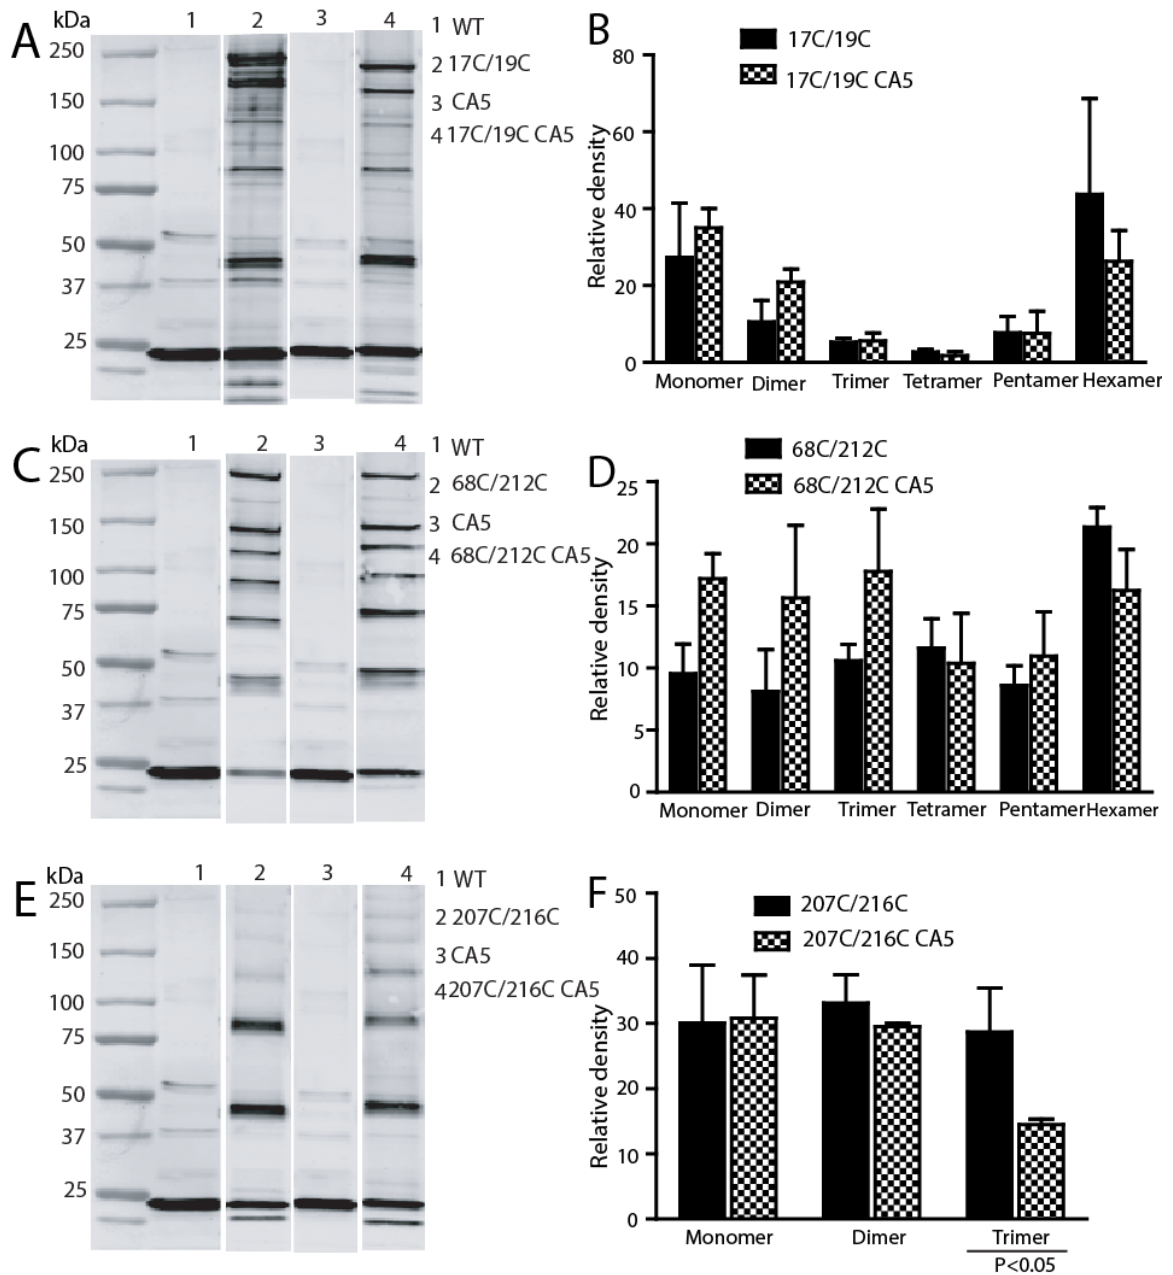 A
kDa
1 2 3 4
250
150
100
75
50
37
25
1 WT
2 17C/19C
3 CA5
4 17C/19C CA5
B
17C/19C
17C/19C CA5
Relative density
80
60
40
20
0
Monomer Dimer Trimer Tetramer Pentamer Hexamer
C
kDa
1 2 3 4
250
150
100
75
50
37
25
1 WT
2 68C/212C
3 CA5
4 68C/212C CA5
D
68C/212C
68C/212C CA5
Relative density
25
20
15
10
5
0
Monomer Dimer Trimer Tetramer Pentamer Hexamer
E
kDa
1 2 3 4
250
150
100
75
50
37
25
1 WT
2 207C/216C
3 CA5
4207C/216C CA5
F
207C/216C
207C/216C CA5
Relative density
50
40
30
20
10
0
Monomer Dimer Trimer
P<0.05